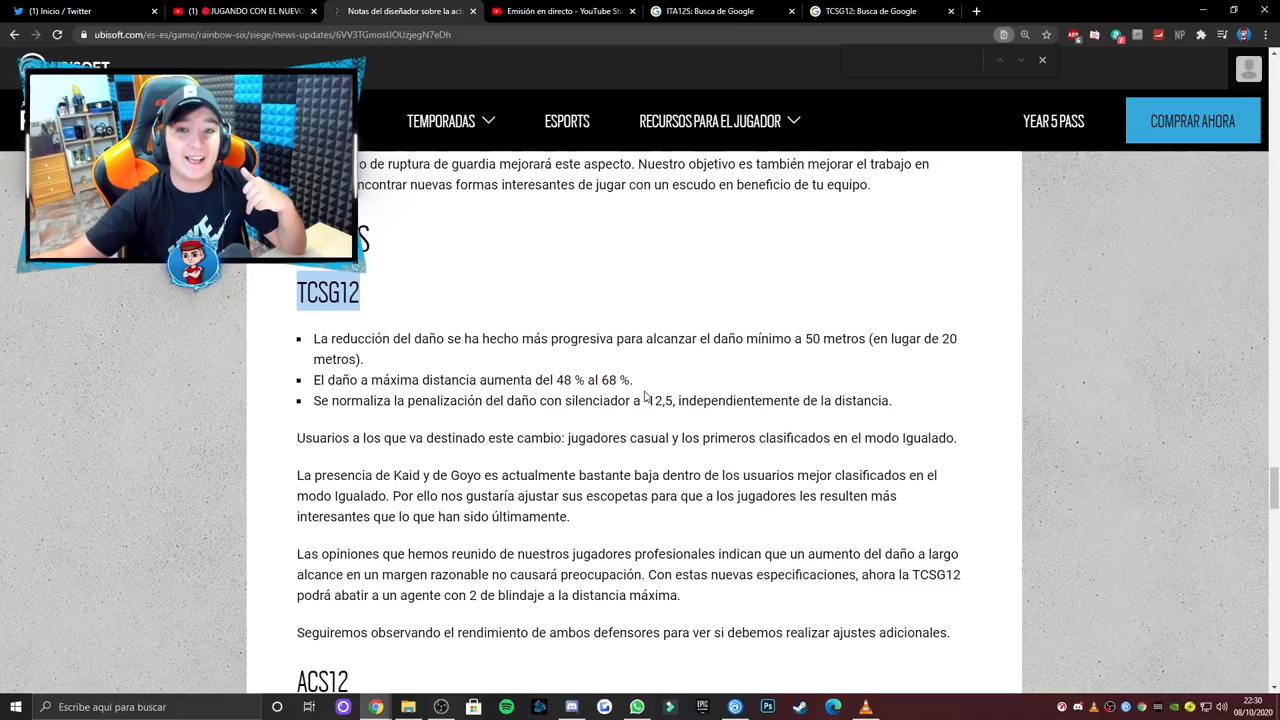 Inicio / Twitter
JUGANDO CON EL NUEVO
Notas del diseñador sobre la act
Emisión en directo - YouTube St
ITA12S: Busca de Google
TCSG12: Busca de Google
ubisoft.com/es-es/game/rainbow-six/siege/news-updates/6VV3TGmosIJOUzjegN7eDh
UBISOFT
TEMPORADAS
ESPORTS
RECURSOS PARA EL JUGADOR
YEAR 5 PASS
COMPRAR AHORA
o de ruptura de guardia mejorará este aspecto. Nuestro objetivo es también mejorar el trabajo en
ncontrar nuevas formas interesantes de jugar con un escudo en beneficio de tu equipo.
S
TCSG12
La reducción del daño se ha hecho más progresiva para alcanzar el daño mínimo a 50 metros (en lugar de 20
metros).
El daño a máxima distancia aumenta del 48 % al 68 %.
Se normaliza la penalización del daño con silenciador a 12,5, independientemente de la distancia.
Usuarios a los que va destinado este cambio: jugadores casual y los primeros clasificados en el modo Igualado.
La presencia de Kaid y de Goyo es actualmente bastante baja dentro de los usuarios mejor clasificados en el
modo Igualado. Por ello nos gustaría ajustar sus escopetas para que a los jugadores les resulten más
interesantes que lo que han sido últimamente.
Las opiniones que hemos reunido de nuestros jugadores profesionales indican que un aumento del daño a largo
alcance en un margen razonable no causará preocupación. Con estas nuevas especificaciones, ahora la TCSG12
podrá abatir a un agente con 2 de blindaje a la distancia máxima.
Seguiremos observando el rendimiento de ambos defensores para ver si debemos realizar ajustes adicionales.
ACS12
Escribe aquí para buscar
22:30
08/10/2020